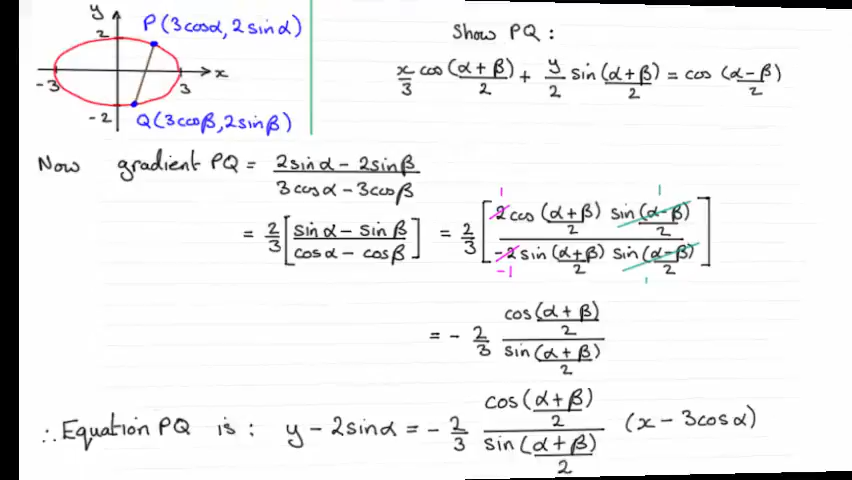 y
P(3cosα, 2sinα)
2
x
-3
3
-2
Q(3cosβ, 2sinβ)
Show PQ:
x/3 cos(α+β)/2 + y/2 sin(α+β)/2 = cos(α-β)/2
Now gradient PQ = (2sinα - 2sinβ)/(3cosα - 3cosβ)
= 2/3 [(sinα - sinβ)/(cosα - cosβ)] = 2/3 [(2cos(α+β)/2 sin(α-β)/2)/(-2sin(α+β)/2 sin(α-β)/2)]
1 1
-1 1
= - 2/3 (cos(α+β)/2)/(sin(α+β)/2)
∴ Equation PQ is: y - 2sinα = - 2/3 (cos(α+β)/2)/(sin(α+β)/2) (x - 3cosα)